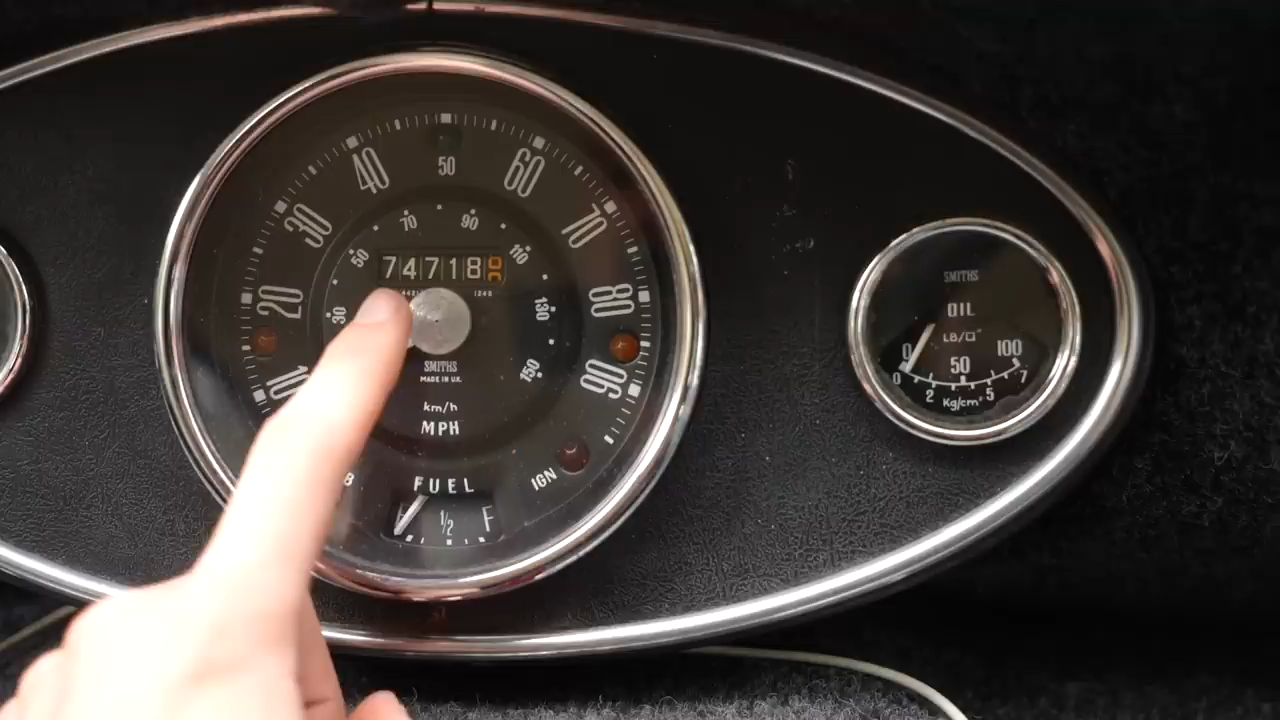 50
40
60
30
70
20
80
10
90
70
90
50
110
30
130
150
74718
SMITHS
MADE IN U.K.
km/h
MPH
IGN
FUEL
1/2
F
SMITHS
OIL
LB/□"
0
50
100
0
2
5
7
Kg/cm²